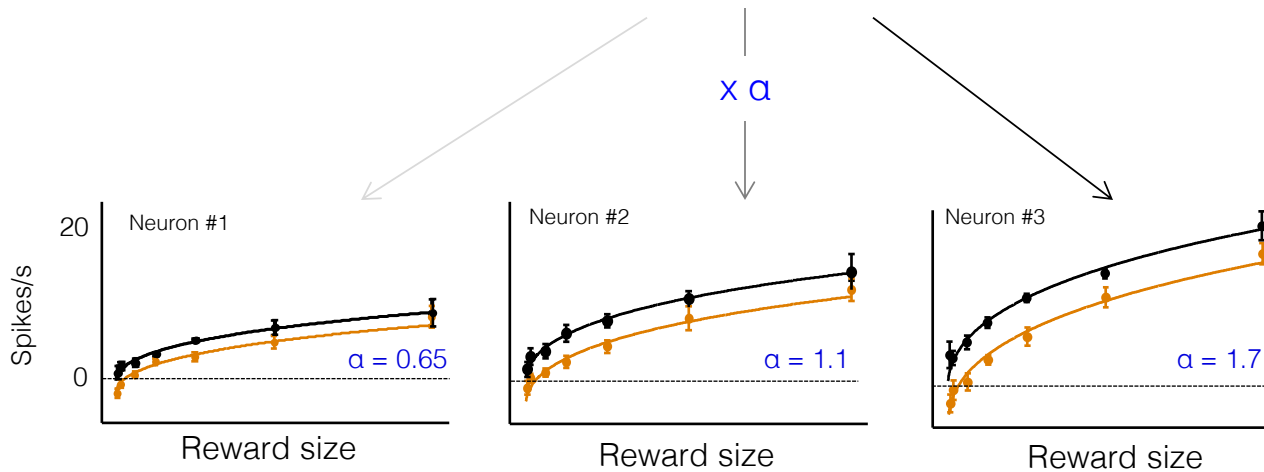 x α
Neuron #1
Neuron #2
Neuron #3
20
0
Spikes/s
α = 0.65
α = 1.1
α = 1.7
Reward size
Reward size
Reward size